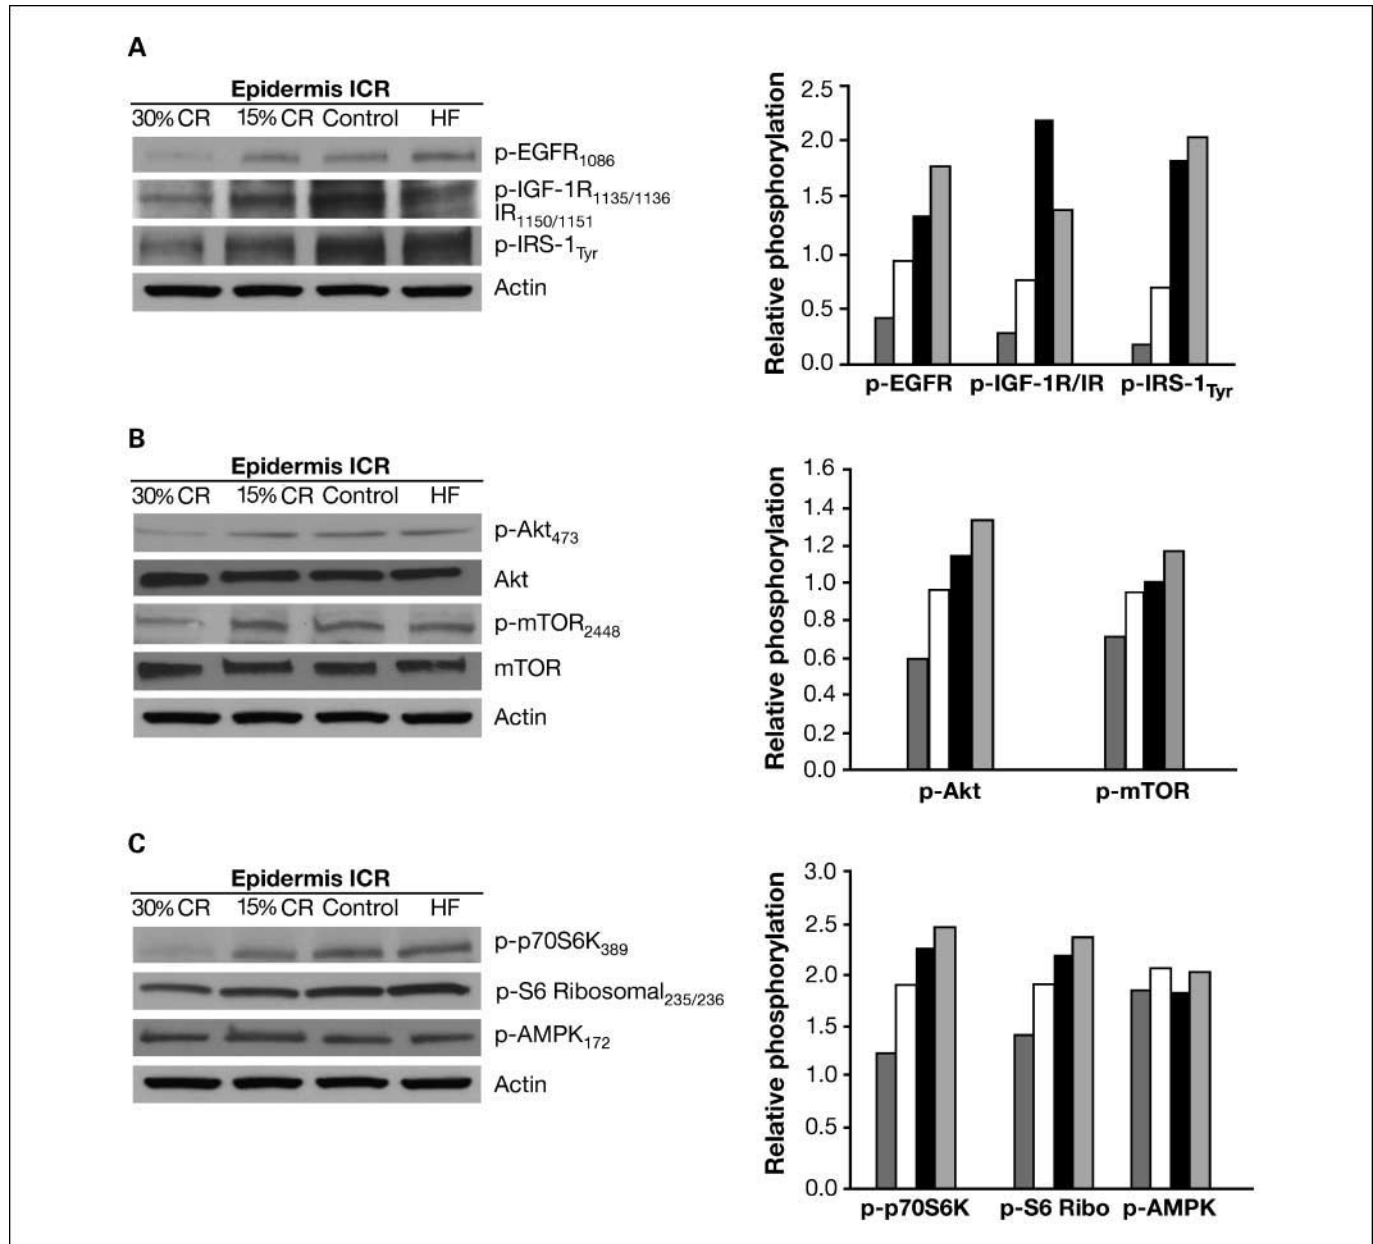 A
Epidermis ICR
30% CR 15% CR Control HF
p-EGFR1086
p-IGF-1R1135/1136
IR1150/1151
p-IRS-1Tyr
Actin
Relative phosphorylation
2.5
2.0
1.5
1.0
0.5
0.0
p-EGFR p-IGF-1R/IR p-IRS-1Tyr
B
Epidermis ICR
30% CR 15% CR Control HF
p-Akt473
Akt
p-mTOR2448
mTOR
Actin
Relative phosphorylation
1.6
1.4
1.2
1.0
0.8
0.6
0.4
0.2
0.0
p-Akt p-mTOR
C
Epidermis ICR
30% CR 15% CR Control HF
p-p70S6K389
p-S6 Ribosomal235/236
p-AMPK172
Actin
Relative phosphorylation
3.0
2.5
2.0
1.5
1.0
0.5
0.0
p-p70S6K p-S6 Ribo p-AMPK